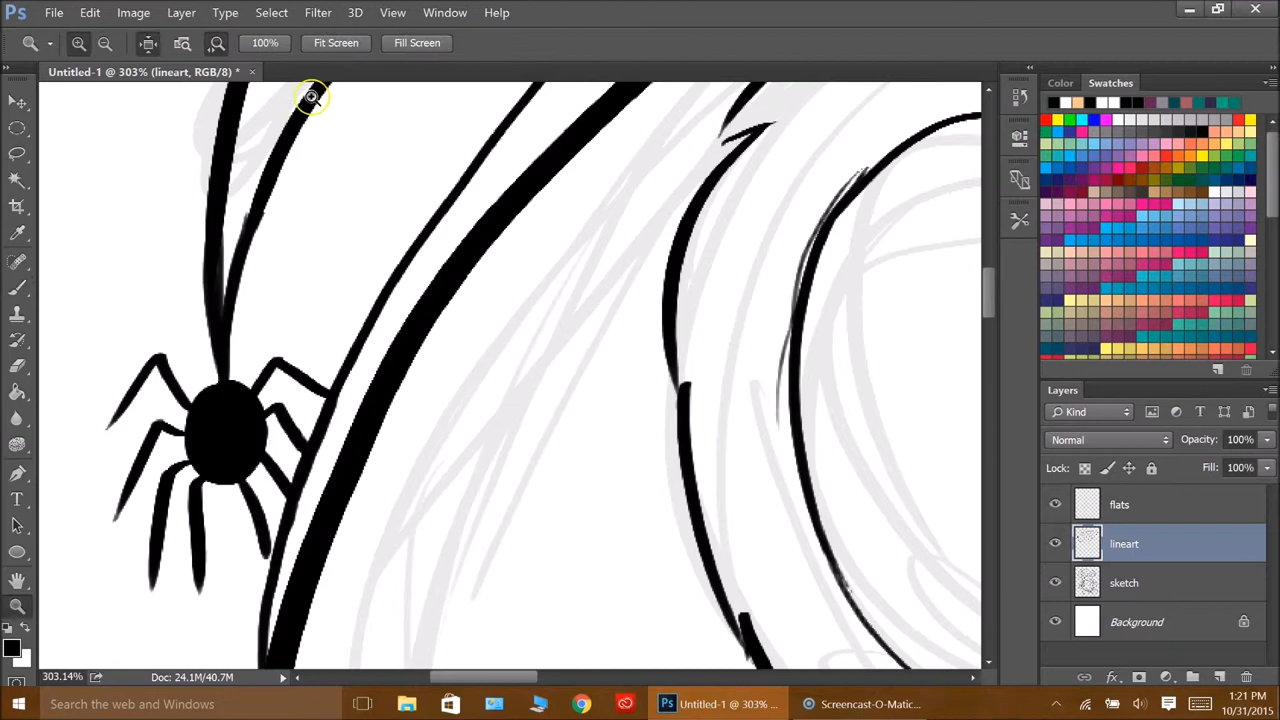 Ps File Edit Image Layer Type Select Filter 3D View Window Help
100% Fit Screen Fill Screen
Untitled-1 @ 303% (lineart, RGB/8) *
Color Swatches
Layers
Kind
Normal Opacity: 100%
Lock: Fill: 100%
flats
lineart
sketch
Background
303.14% Doc: 24.1M/40.7M
Search the web and Windows
Ps Untitled-1 @ 303% ... Screencast-O-Matic...
1:21 PM
10/31/2015